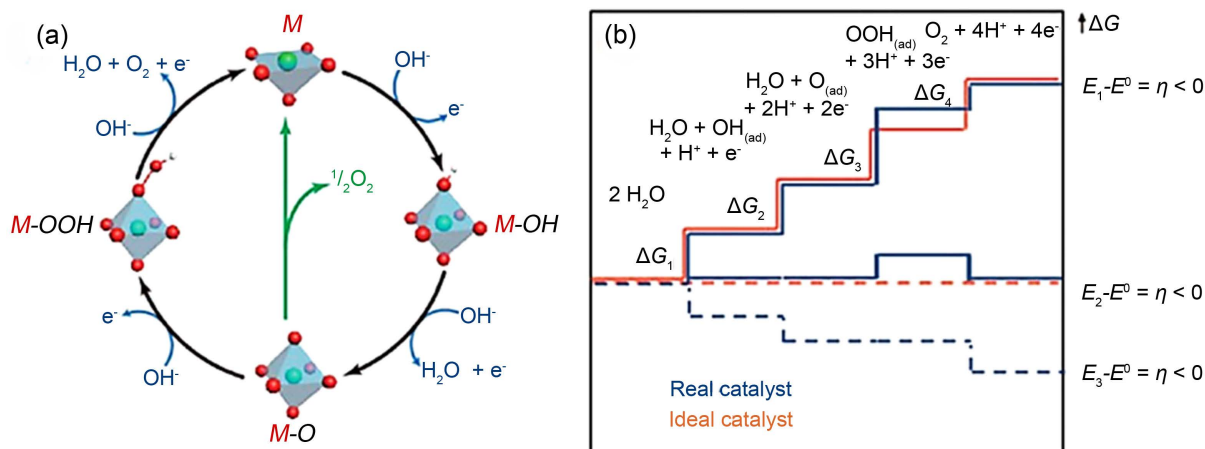 (a)
M
H₂O + O₂ + e⁻
OH⁻
OH⁻
e⁻
½O₂
M-OOH
M-OH
e⁻
OH⁻
OH⁻
H₂O + e⁻
M-O
(b)
ΔG
OOH(ad) O₂ + 4H⁺ + 4e⁻
+ 3H⁺ + 3e⁻
H₂O + O(ad)
+ 2H⁺ + 2e⁻
H₂O + OH(ad)
+ H⁺ + e⁻
2 H₂O
ΔG₁
ΔG₂
ΔG₃
ΔG₄
E₁-E⁰ = η < 0
E₂-E⁰ = η < 0
E₃-E⁰ = η < 0
Real catalyst
Ideal catalyst